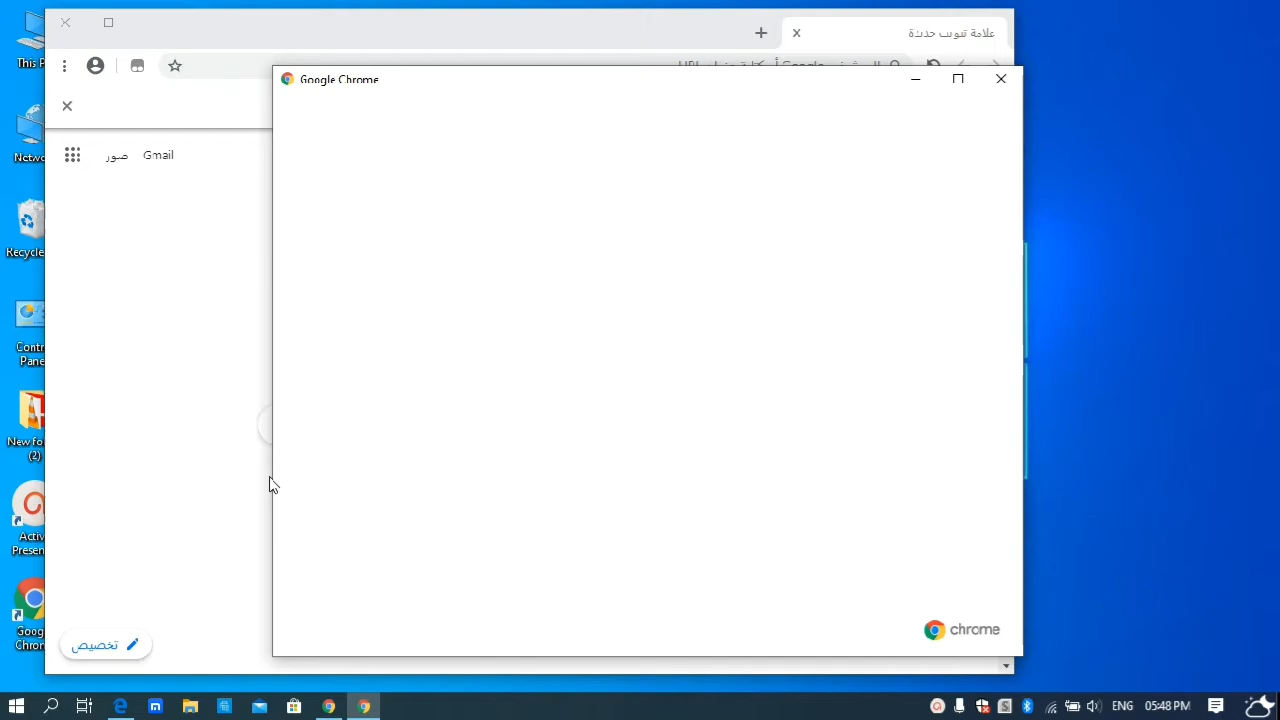 علامة تبويب جديدة
Google Chrome
Gmail
صور
This P
Netwo
Recycle
Contr
Pane
New fo
(2)
Activ
Presen
Goog
Chron
تخصيص
chrome
ENG
05:48 PM